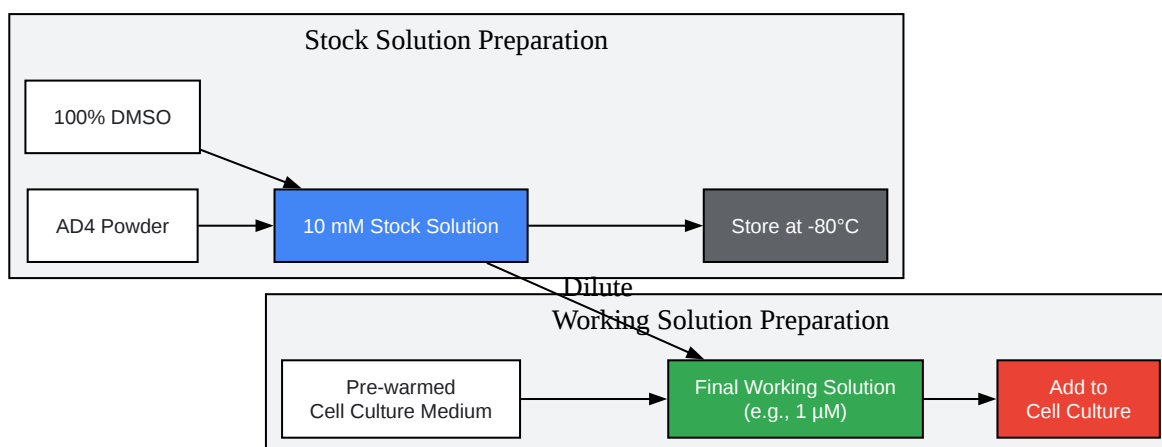 Stock Solution Preparation
100% DMSO
AD4 Powder
10 mM Stock Solution
Store at -80°C
Dilute
Working Solution Preparation
Pre-warmed
Cell Culture Medium
Final Working Solution
(e.g., 1 µM)
Add to
Cell Culture